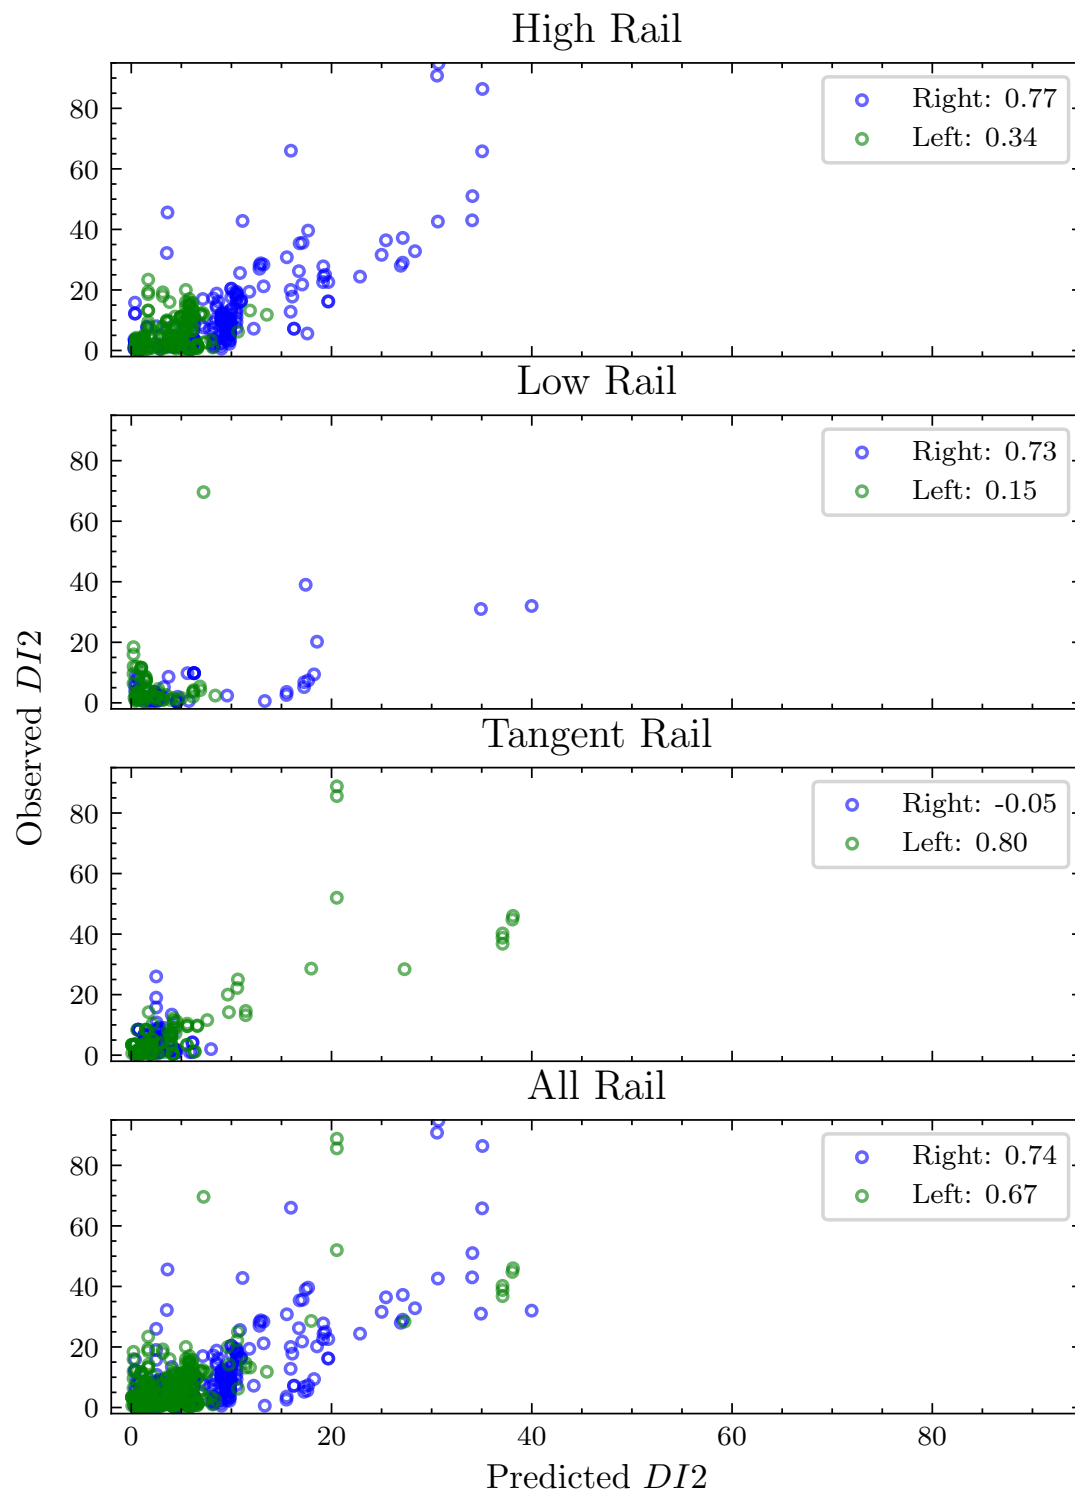 High Rail
80
60
40
20
0
Right: 0.77
Left: 0.34
Low Rail
80
60
40
20
0
Right: 0.73
Left: 0.15
Tangent Rail
80
60
40
20
0
Right: -0.05
Left: 0.80
All Rail
80
60
40
20
0
Right: 0.74
Left: 0.67
0 20 40 60 80
Predicted DI2
Observed DI2